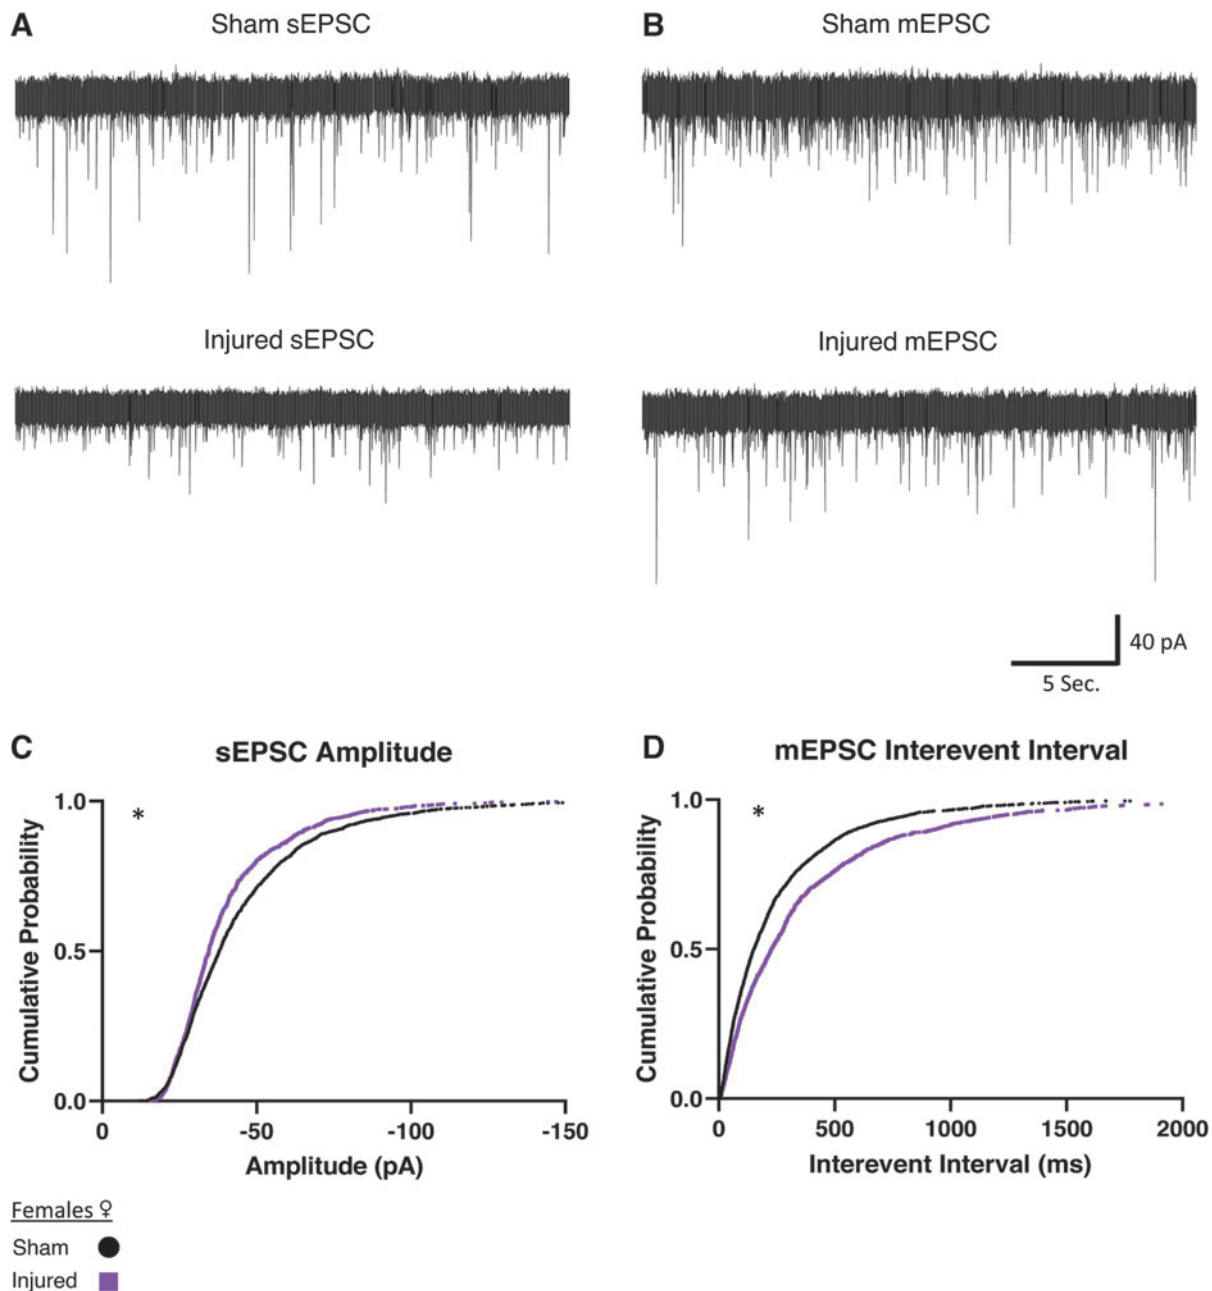 A
Sham sEPSC
B
Sham mEPSC
Injured sEPSC
Injured mEPSC
40 pA
5 Sec.
C
sEPSC Amplitude
Cumulative Probability
1.0
0.5
0.0
*
0
-50
-100
-150
Amplitude (pA)
D
mEPSC Interevent Interval
Cumulative Probability
1.0
0.5
0.0
*
0
500
1000
1500
2000
Interevent Interval (ms)
Females ♀
Sham
Injured